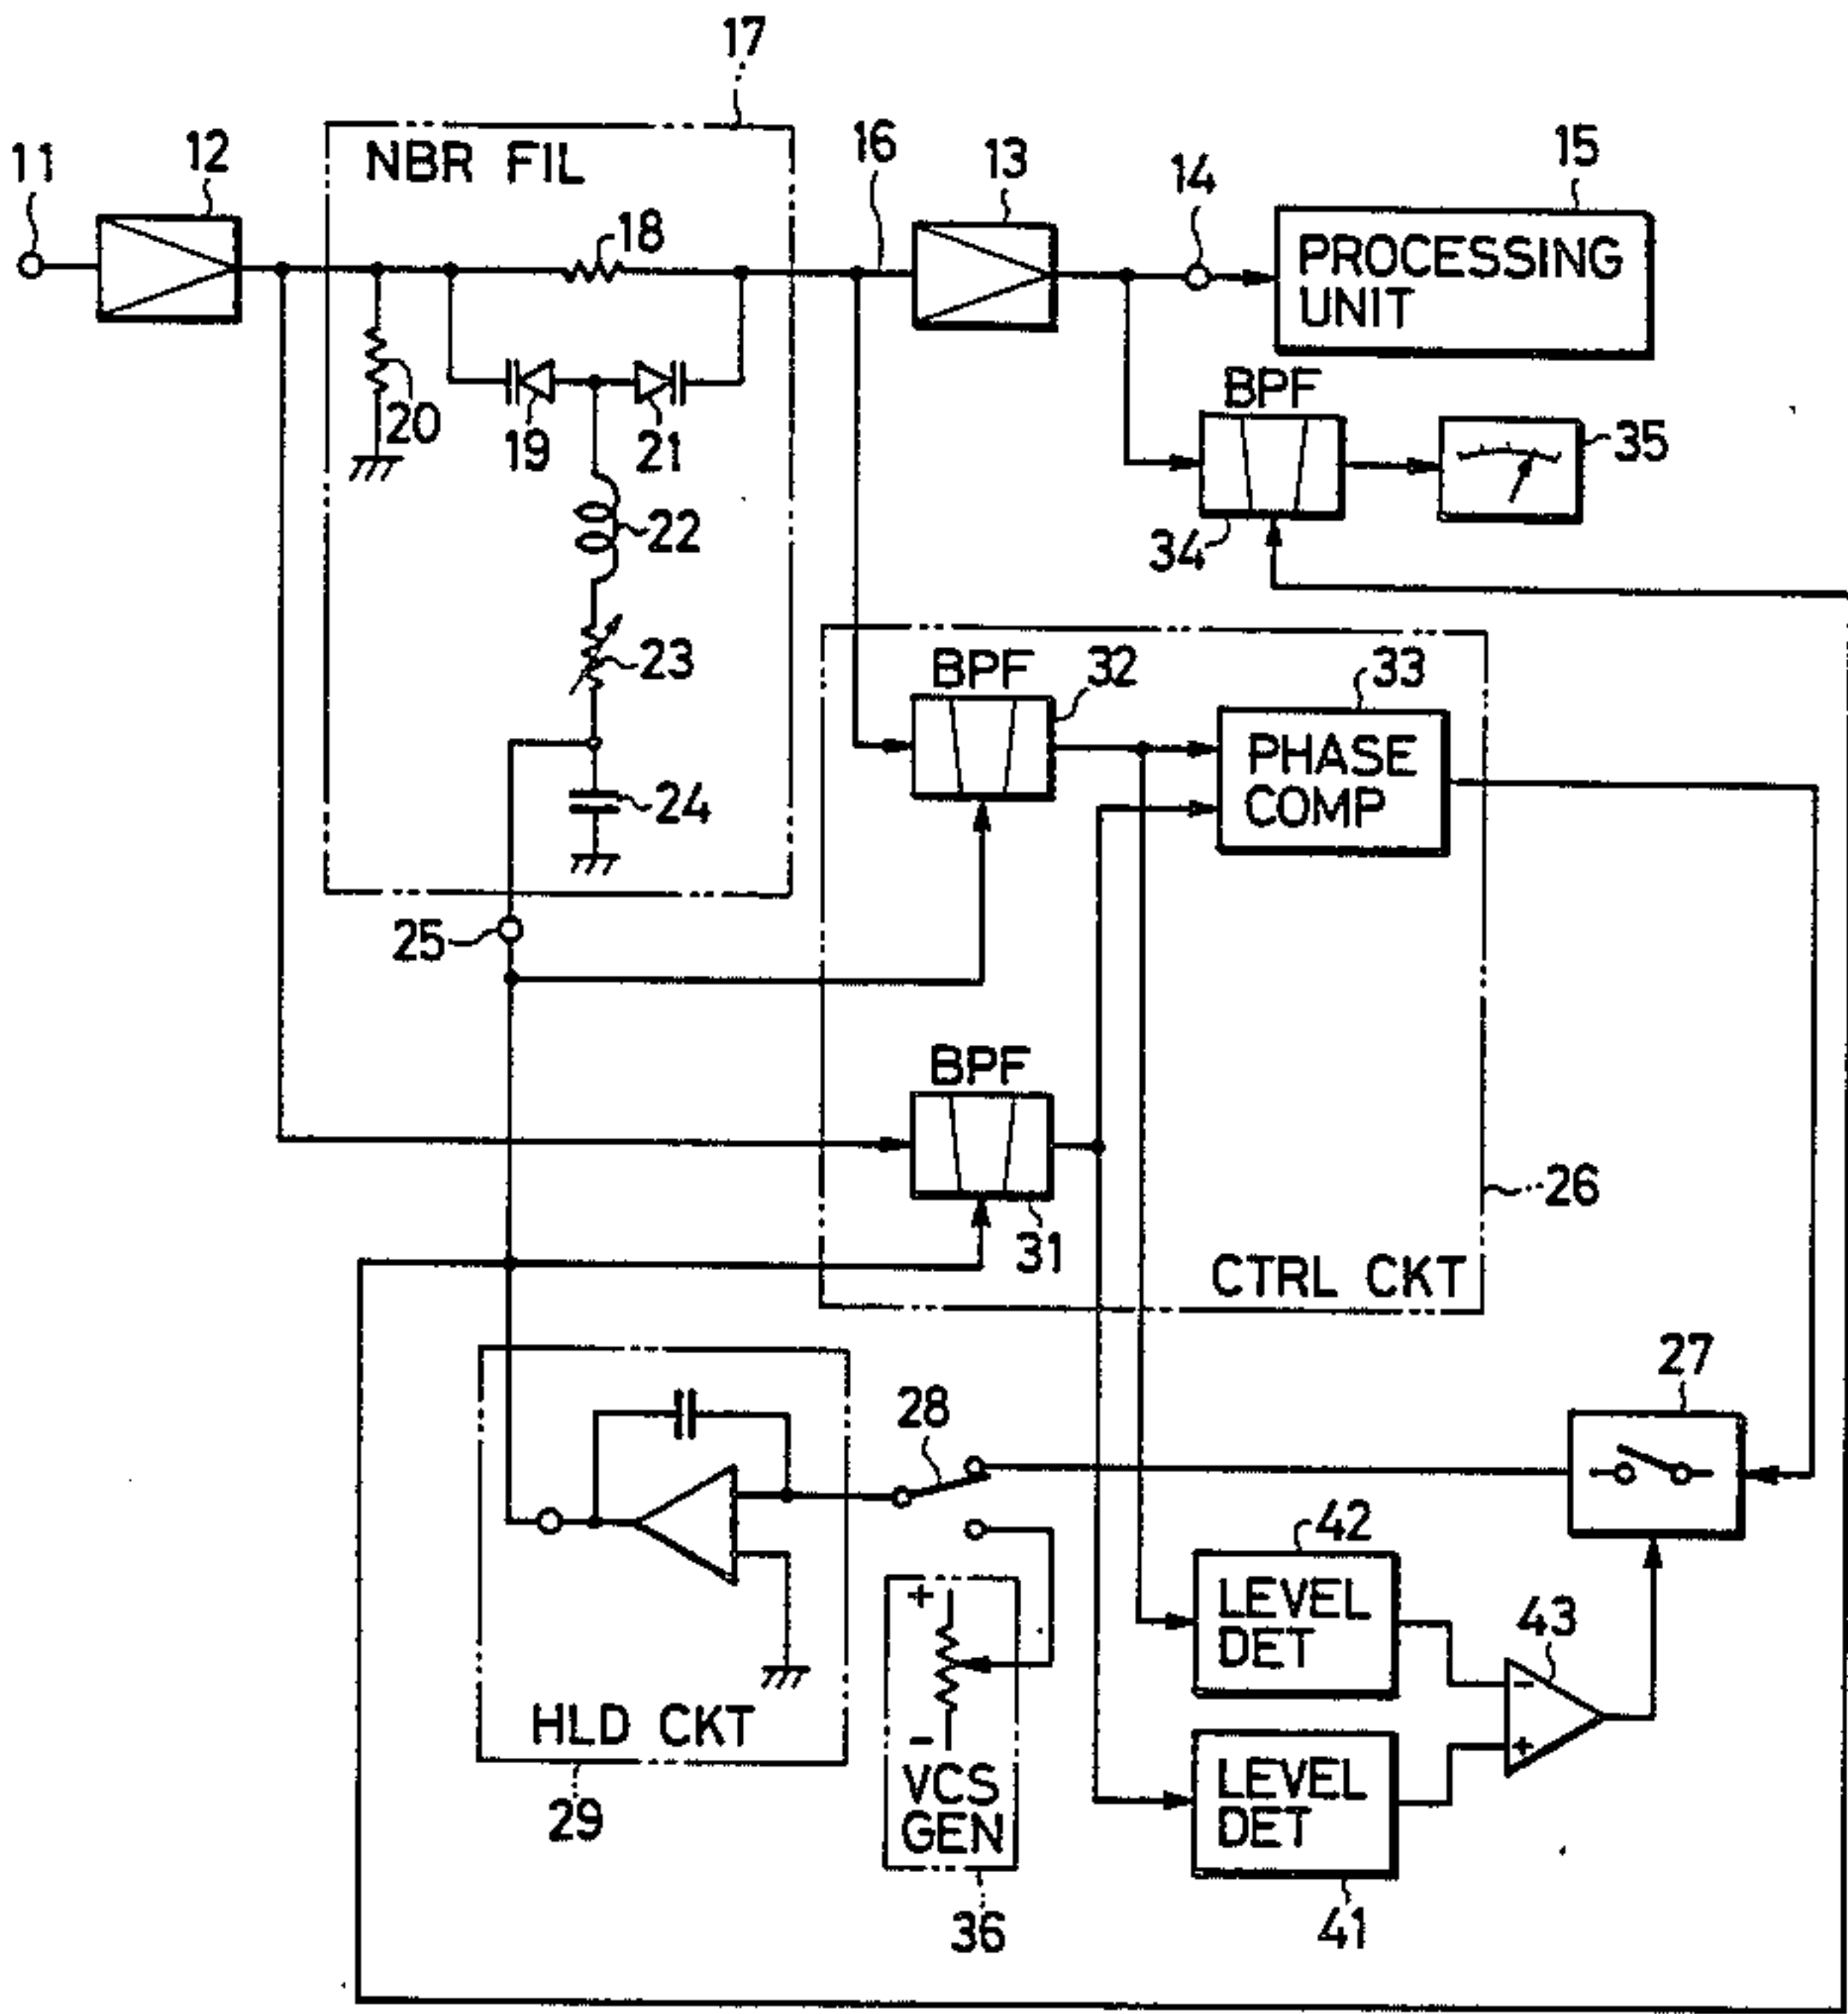 17
11
12
NBR FIL
18
16
13
14
15
PROCESSING
UNIT
20
19
21
BPF
35
22
34
23
BPF
32
33
PHASE
COMP
24
25
BPF
26
31
CTRL CKT
27
28
42
LEVEL
DET
43
+
-
-
+
HLD CKT
VCS
GEN
LEVEL
DET
29
36
41